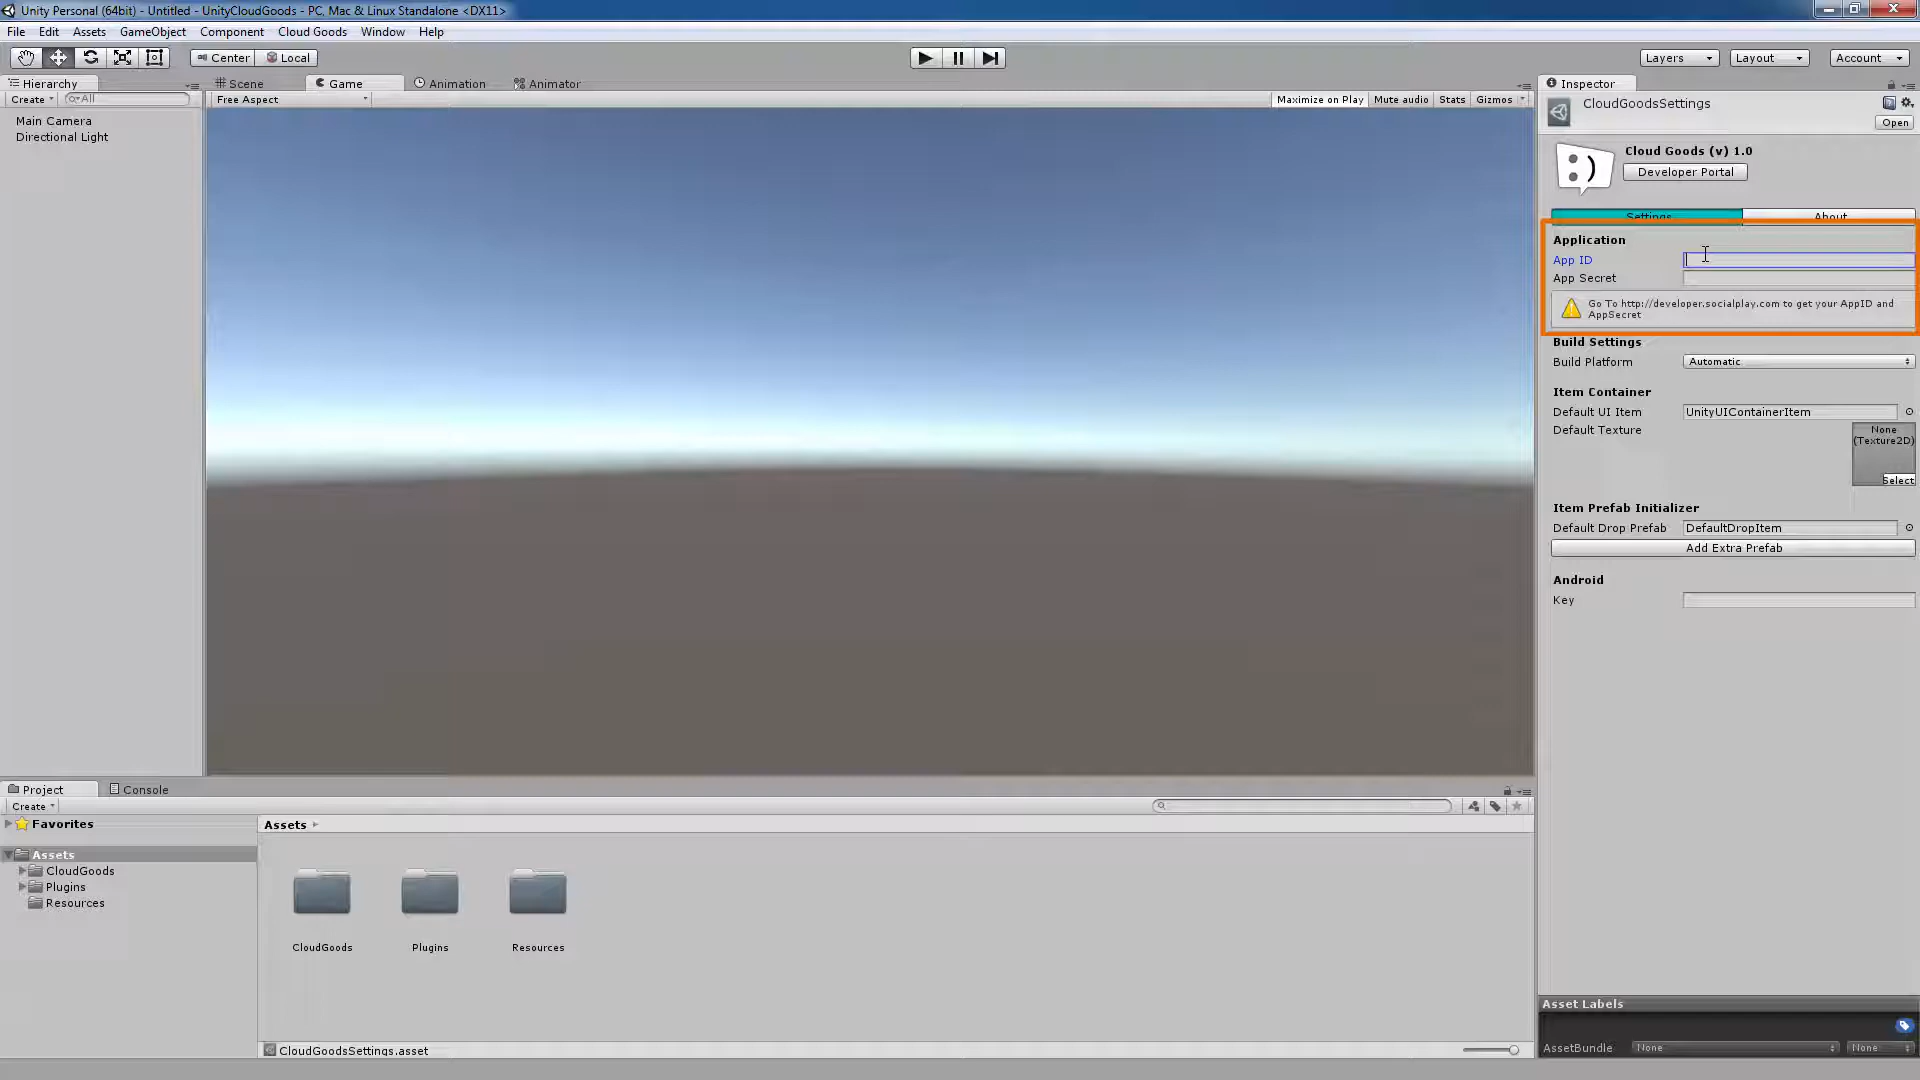 Unity Personal (64bit) - Untitled - UnityCloudGoods - PC, Mac & Linux Standalone <DX11>
File Edit Assets GameObject Component Cloud Goods Window Help
Center Local Layers Layout Account
Hierarchy Scene Game Animation Animator Inspector
Create All Free Aspect Maximize on Play Mute audio Stats Gizmos
Main Camera
Directional Light
CloudGoodsSettings
Open
Cloud Goods (v) 1.0
Developer Portal
Settings About
Application
App ID
App Secret
Go To http://developer.socialplay.com to get your AppID and
AppSecret
Build Settings
Build Platform Automatic
Item Container
Default UI Item UnityUIContainerItem
Default Texture None
(Texture2D)
Select
Item Prefab Initializer
Default Drop Prefab DefaultDropItem
Add Extra Prefab
Android
Key
Project Console
Create
Favorites
Assets
CloudGoods
Plugins
Resources
Assets
CloudGoods Plugins Resources
CloudGoodsSettings.asset
Asset Labels
AssetBundle None None